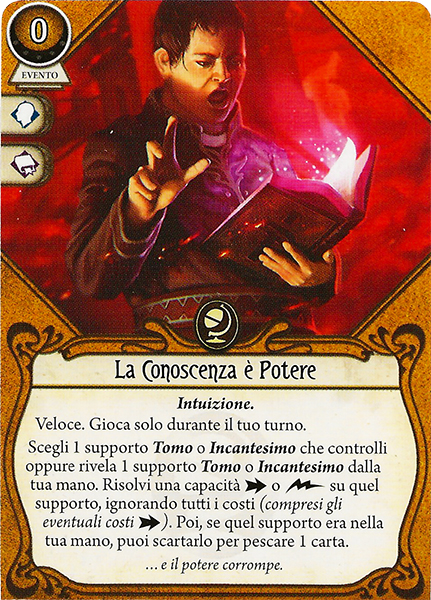 0
EVENTO
La Conoscenza è Potere
Intuizione.
Veloce. Gioca solo durante il tuo turno.
Scegli 1 supporto Tomo o Incantesimo che controlli
oppure rivela 1 supporto Tomo o Incantesimo dalla
tua mano. Risolvi una capacità o su quel
supporto, ignorando tutti i costi (compresi gli
eventuali costi ). Poi, se quel supporto era nella
tua mano, puoi scartarlo per pescare 1 carta.
... e il potere corrompe.